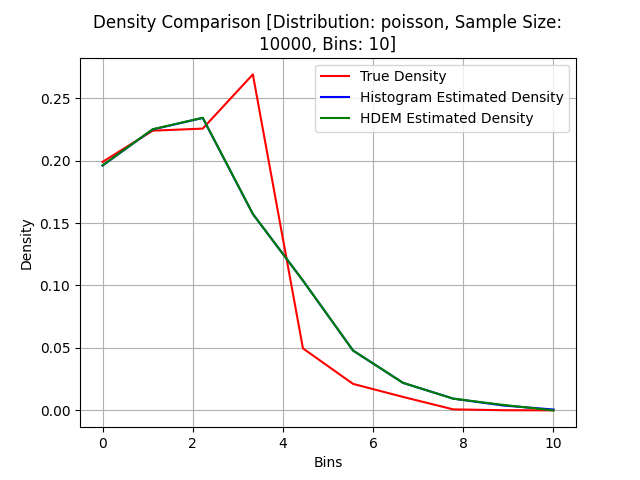 Density Comparison [Distribution: poisson, Sample Size:
10000, Bins: 10]
True Density
Histogram Estimated Density
HDEM Estimated Density
Density
0.25
0.20
0.15
0.10
0.05
0.00
0 2 4 6 8 10
Bins